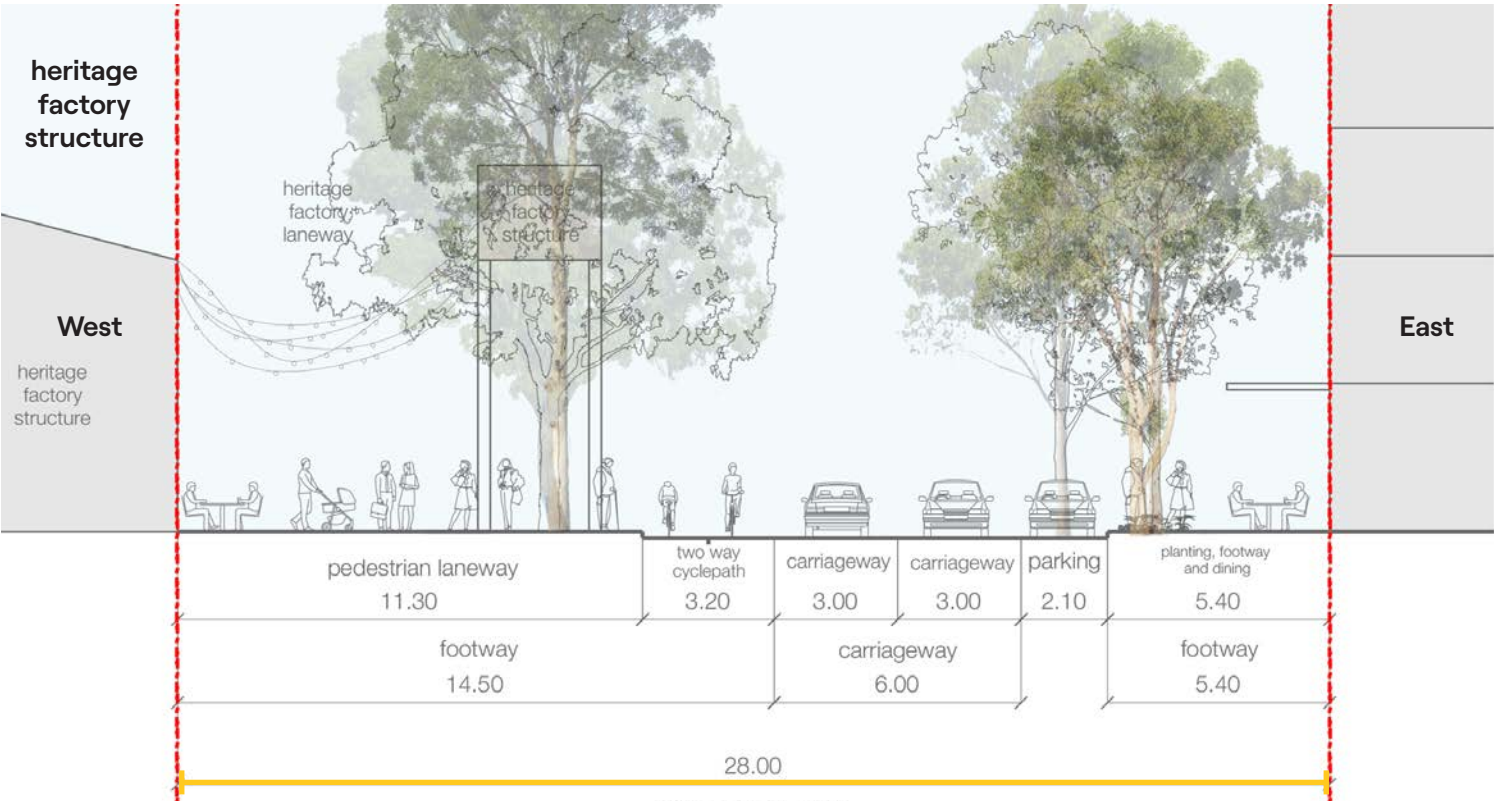 heritage
factory
structure
heritage
factory
laneway
heritage
factory
structure
West
East
heritage
factory
structure
pedestrian laneway
two way
cyclepath
carriageway
carriageway
parking
planting, footway
and dining
11.30
3.20
3.00
3.00
2.10
5.40
footway
carriageway
footway
14.50
6.00
5.40
28.00